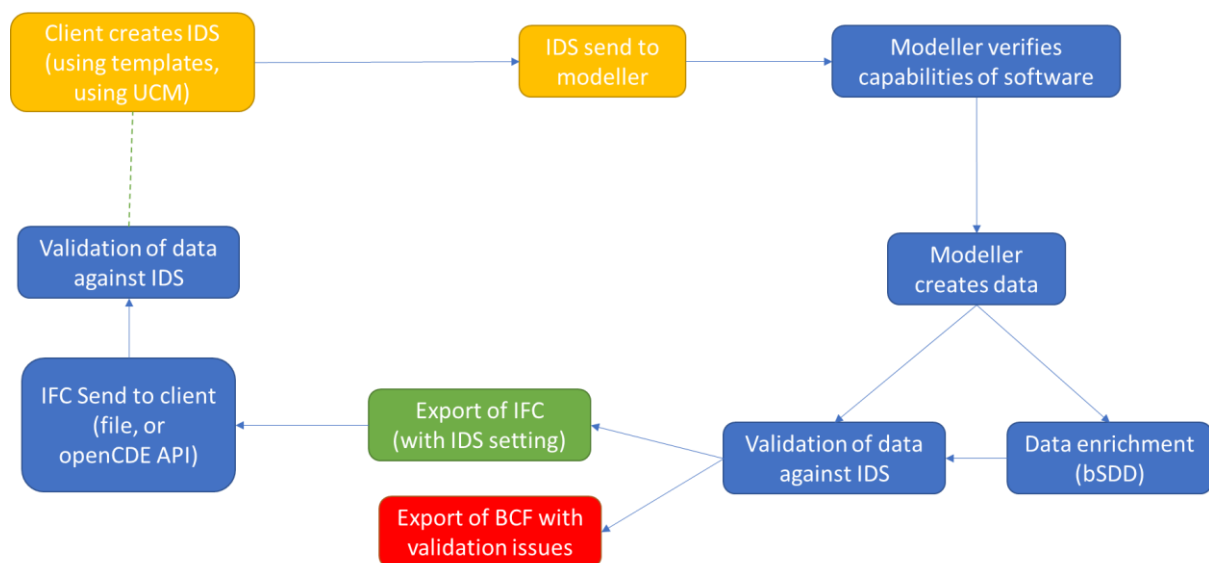 Client creates IDS
(using templates,
using UCM)
IDS send to
modeller
Modeller verifies
capabilities of software
Validation of data
against IDS
Modeller
creates data
IFC Send to client
(file, or
openCDE API)
Export of IFC
(with IDS setting)
Validation of data
against IDS
Data enrichment
(bSDD)
Export of BCF with
validation issues